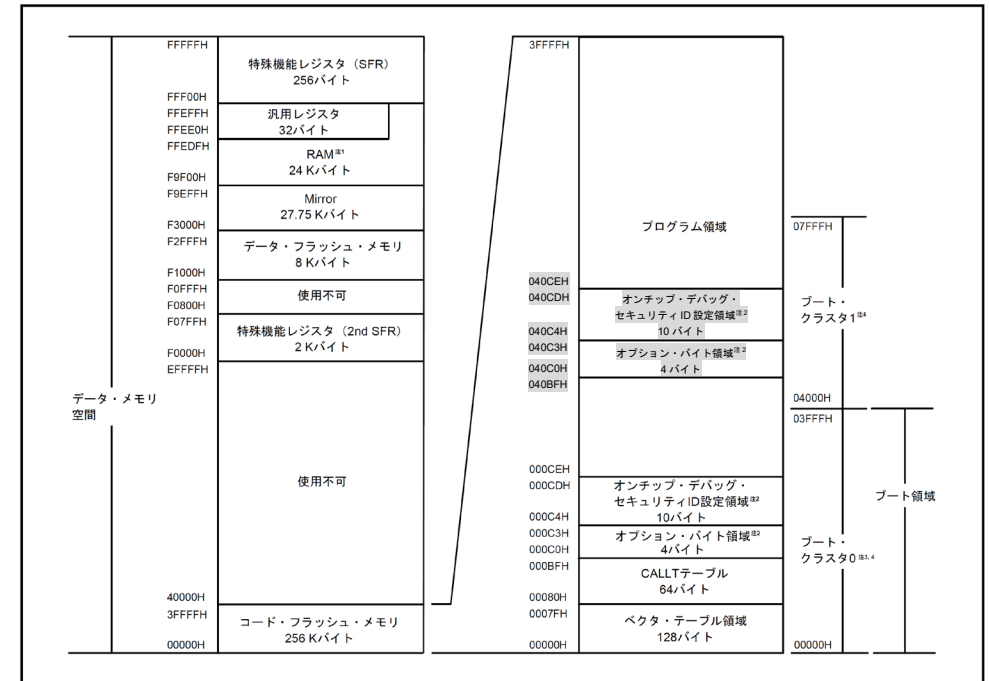 FFFFFH
特殊機能レジスタ（SFR）
256バイト
FFF00H
FFEFFH
汎用レジスタ
32バイト
FFEE0H
FFEDFH
RAM注1
24 Kバイト
F9F00H
F9EFFH
Mirror
27.75 Kバイト
F3000H
F2FFFH
データ・フラッシュ・メモリ
8 Kバイト
F1000H
F0FFFH
使用不可
F0800H
F07FFH
特殊機能レジスタ（2nd SFR）
2 Kバイト
F0000H
EFFFFH
データ・メモリ
空間
使用不可
40000H
3FFFFH
コード・フラッシュ・メモリ
256 Kバイト
00000H
3FFFFH
プログラム領域
040CEH
040CDH
オンチップ・デバッグ・
セキュリティID設定領域注2
10バイト
040C4H
040C3H
オプション・バイト領域注2
4バイト
040C0H
040BFH
000CEH
000CDH
オンチップ・デバッグ・
セキュリティID設定領域注2
10バイト
000C4H
000C3H
オプション・バイト領域注2
4バイト
000C0H
000BFH
CALLTテーブル
64バイト
00080H
0007FH
ベクタ・テーブル領域
128バイト
00000H
07FFFH
ブート・
クラスタ1注4
04000H
03FFFH
ブート領域
ブート・
クラスタ0注3, 4
00000H